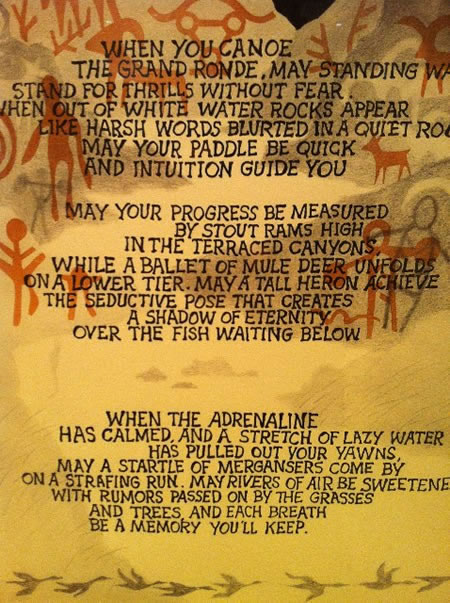 WHEN YOU CANOE
THE GRAND RONDE, MAY STANDING WA
STAND FOR THRILLS WITHOUT FEAR.
WHEN OUT OF WHITE WATER ROCKS APPEAR
LIKE HARSH WORDS BLURTED IN A QUIET ROO
MAY YOUR PADDLE BE QUICK
AND INTUITION GUIDE YOU
MAY YOUR PROGRESS BE MEASURED
BY STOUT RAMS HIGH
IN THE TERRACED CANYONS,
WHILE A BALLET OF MULE DEER UNFOLDS
ON A LOWER TIER. MAY A TALL HERON ACHIEVE
THE SEDUCTIVE POSE THAT CREATES
A SHADOW OF ETERNITY
OVER THE FISH WAITING BELOW
WHEN THE ADRENALINE
HAS CALMED, AND A STRETCH OF LAZY WATER
HAS PULLED OUT YOUR YAWNS,
MAY A STARTLE OF MERGANSERS COME BY
ON A STRAFING RUN. MAY RIVERS OF AIR BE SWEETENE
WITH RUMORS PASSED ON BY THE GRASSES
AND TREES, AND EACH BREATH
BE A MEMORY YOU'LL KEEP.